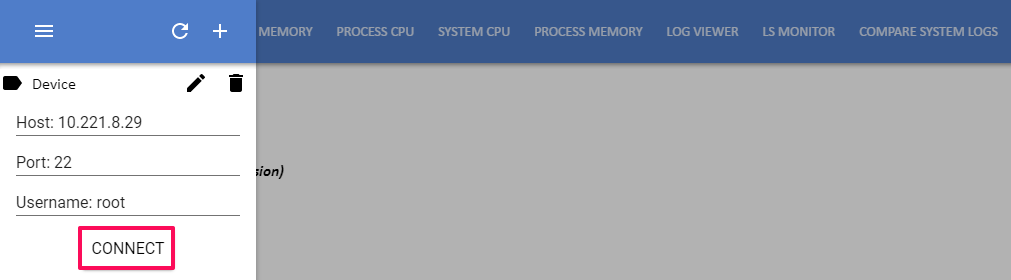 MEMORY PROCESS CPU SYSTEM CPU PROCESS MEMORY LOG VIEWER LS MONITOR COMPARE SYSTEM LOGS
Device
Host: 10.221.8.29
Port: 22
sion)
Username: root
CONNECT